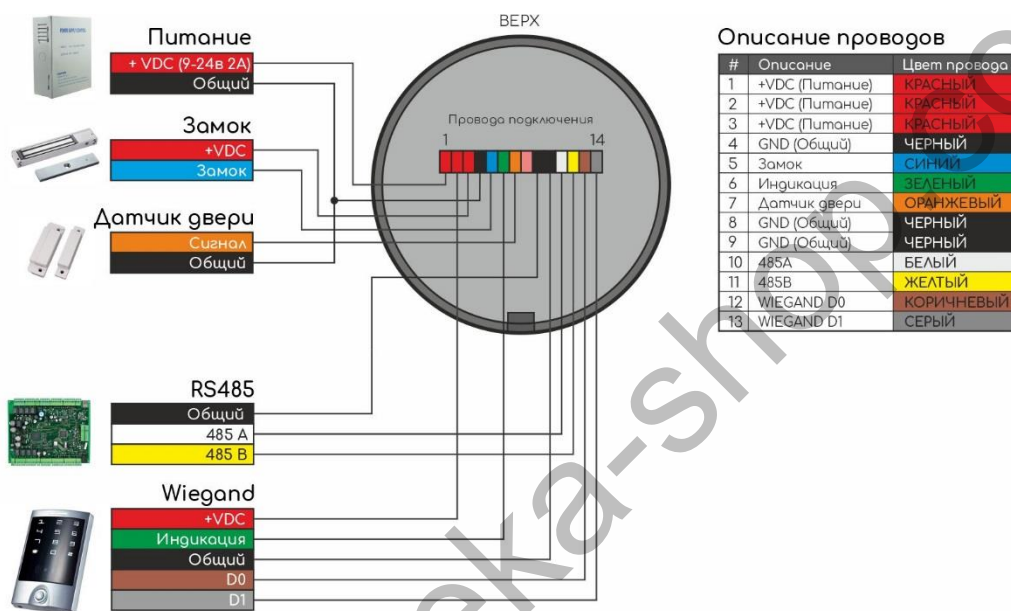 ВЕРХ
Питание
+ VDC (9-24в 2А)
Общий
Замок
+VDC
Замок
Датчик двери
Сигнал
Общий
Провода подключения
1 14
RS485
Общий
485 A
485 B
Wiegand
+VDC
Индикация
Общий
D0
D1
Описание проводов
# Описание Цвет провода
1 +VDC (Питание) КРАСНЫЙ
2 +VDC (Питание) КРАСНЫЙ
3 +VDC (Питание) КРАСНЫЙ
4 GND (Общий) ЧЕРНЫЙ
5 Замок СИНИЙ
6 Индикация ЗЕЛЕНЫЙ
7 Датчик двери ОРАНЖЕВЫЙ
8 GND (Общий) ЧЕРНЫЙ
9 GND (Общий) ЧЕРНЫЙ
10 485A БЕЛЫЙ
11 485B ЖЕЛТЫЙ
12 WIEGAND D0 КОРИЧНЕВЫЙ
13 WIEGAND D1 СЕРЫЙ
eka-shop.co